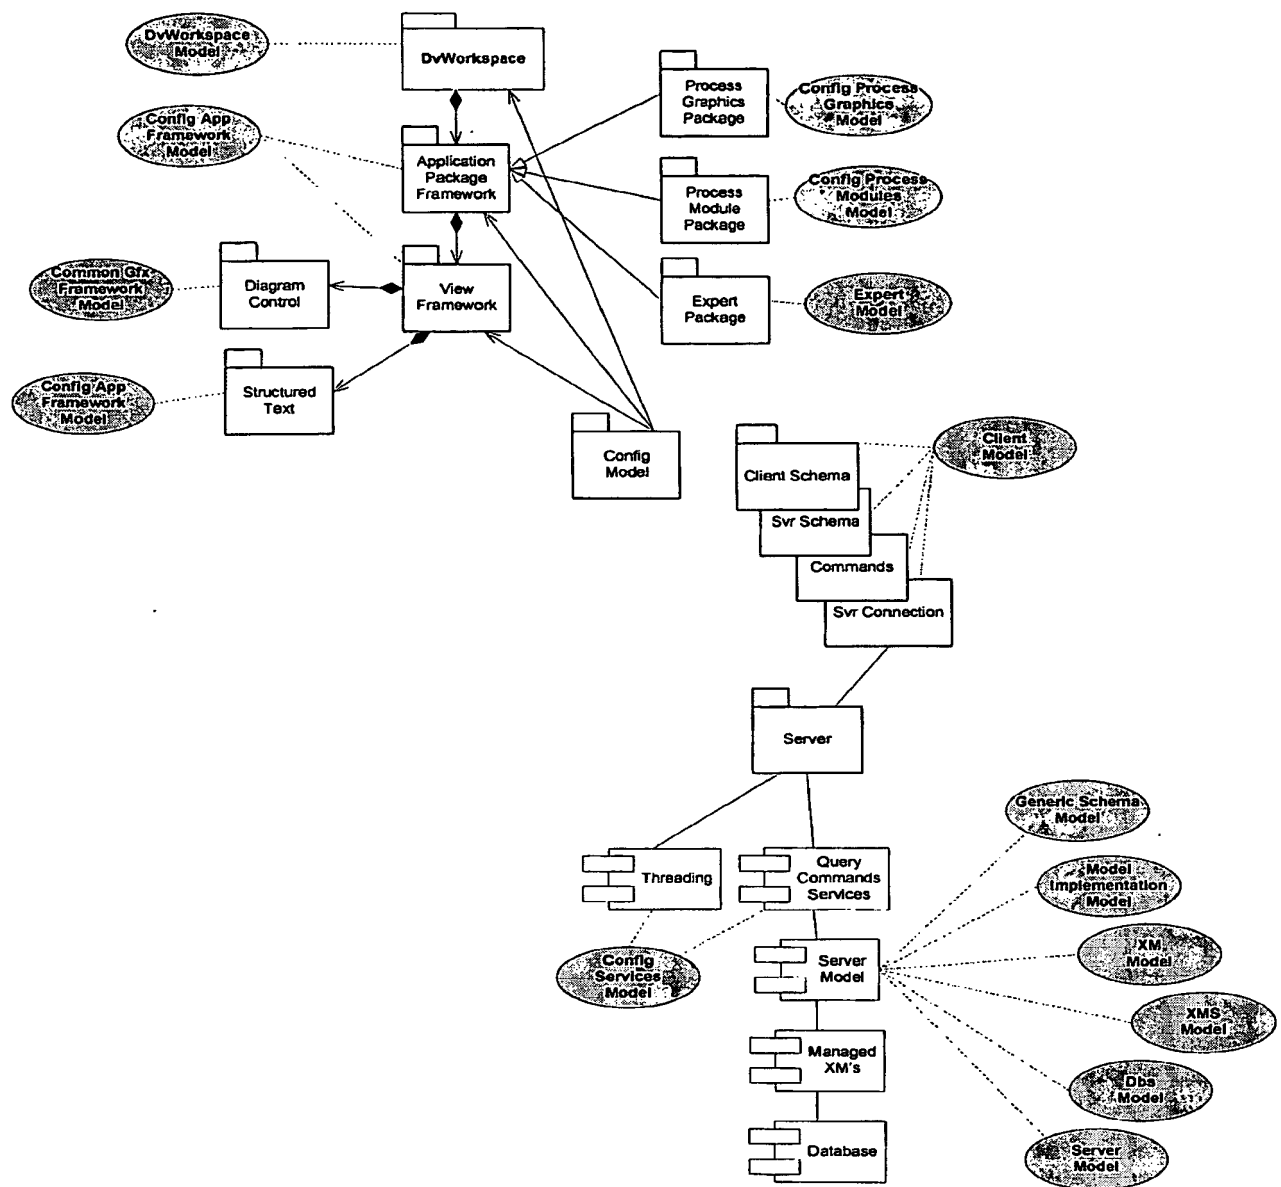 DvWorkspace
Model
DvWorkspace
Process
Graphics
Package
Config Process
Graphics
Model
Config App
Framework
Model
Application
Package
Framework
Process
Module
Package
Config Process
Modules
Model
Common Gfx
Framework
Model
Diagram
Control
View
Framework
Expert
Package
Expert
Model
Config App
Framework
Model
Structured
Text
Config
Model
Client Schema
Client
Model
Svr Schema
Commands
Svr Connection
Server
Generic Schema
Model
Threading
Query
Commands
Services
Model
Implementation
Model
Config
Services
Model
Server
Model
XM
Model
XMS
Model
Managed
XM's
Dbs
Model
Database
Server
Model